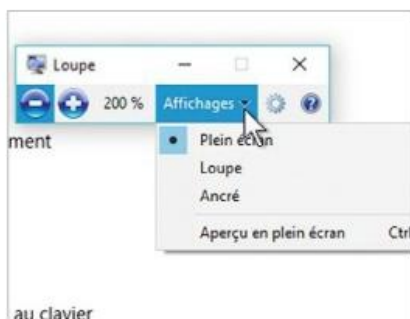 Loupe
200 % Affichages
ment
Plein écran
Loupe
Ancré
Aperçu en plein écran Ctrl
au clavier